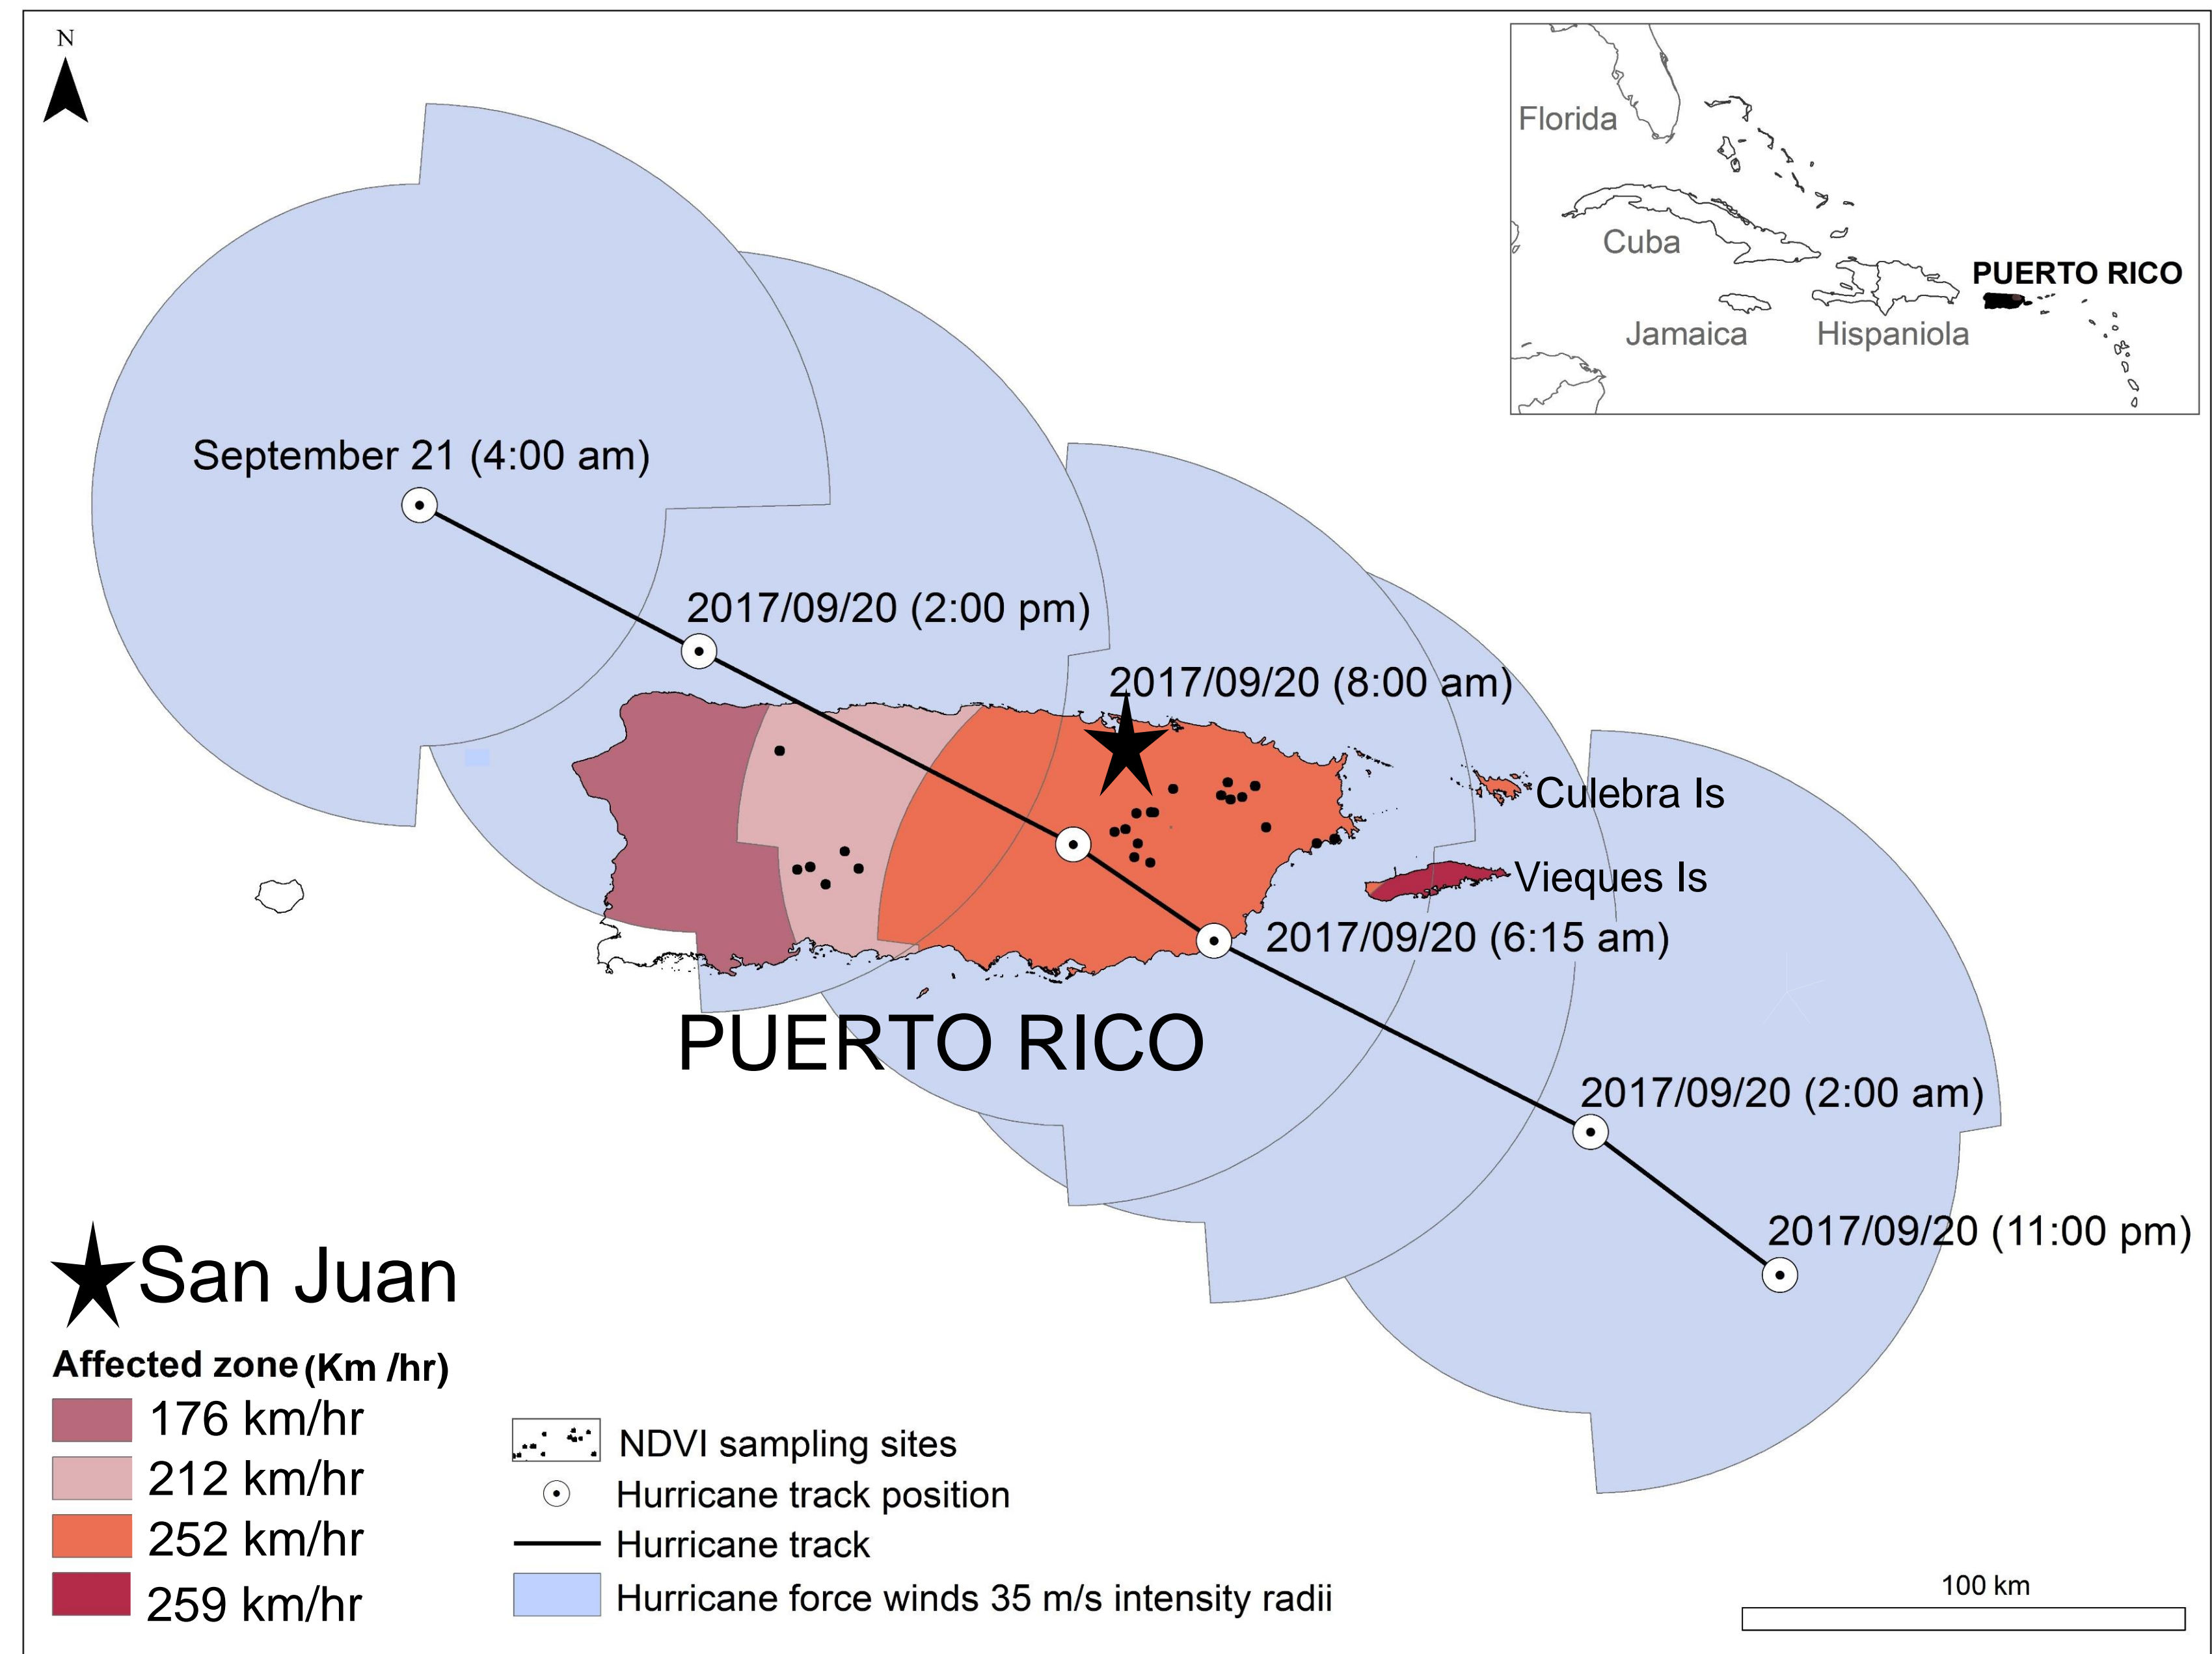 N
Florida
Cuba
PUERTO RICO
Jamaica
Hispaniola
September 21 (4:00 am)
2017/09/20 (2:00 pm)
2017/09/20 (8:00 am)
Culebra Is
Vieques Is
2017/09/20 (6:15 am)
PUERTO RICO
2017/09/20 (2:00 am)
2017/09/20 (11:00 pm)
San Juan
Affected zone (Km /hr)
176 km/hr
212 km/hr
252 km/hr
259 km/hr
NDVI sampling sites
Hurricane track position
Hurricane track
Hurricane force winds 35 m/s intensity radii
100 km